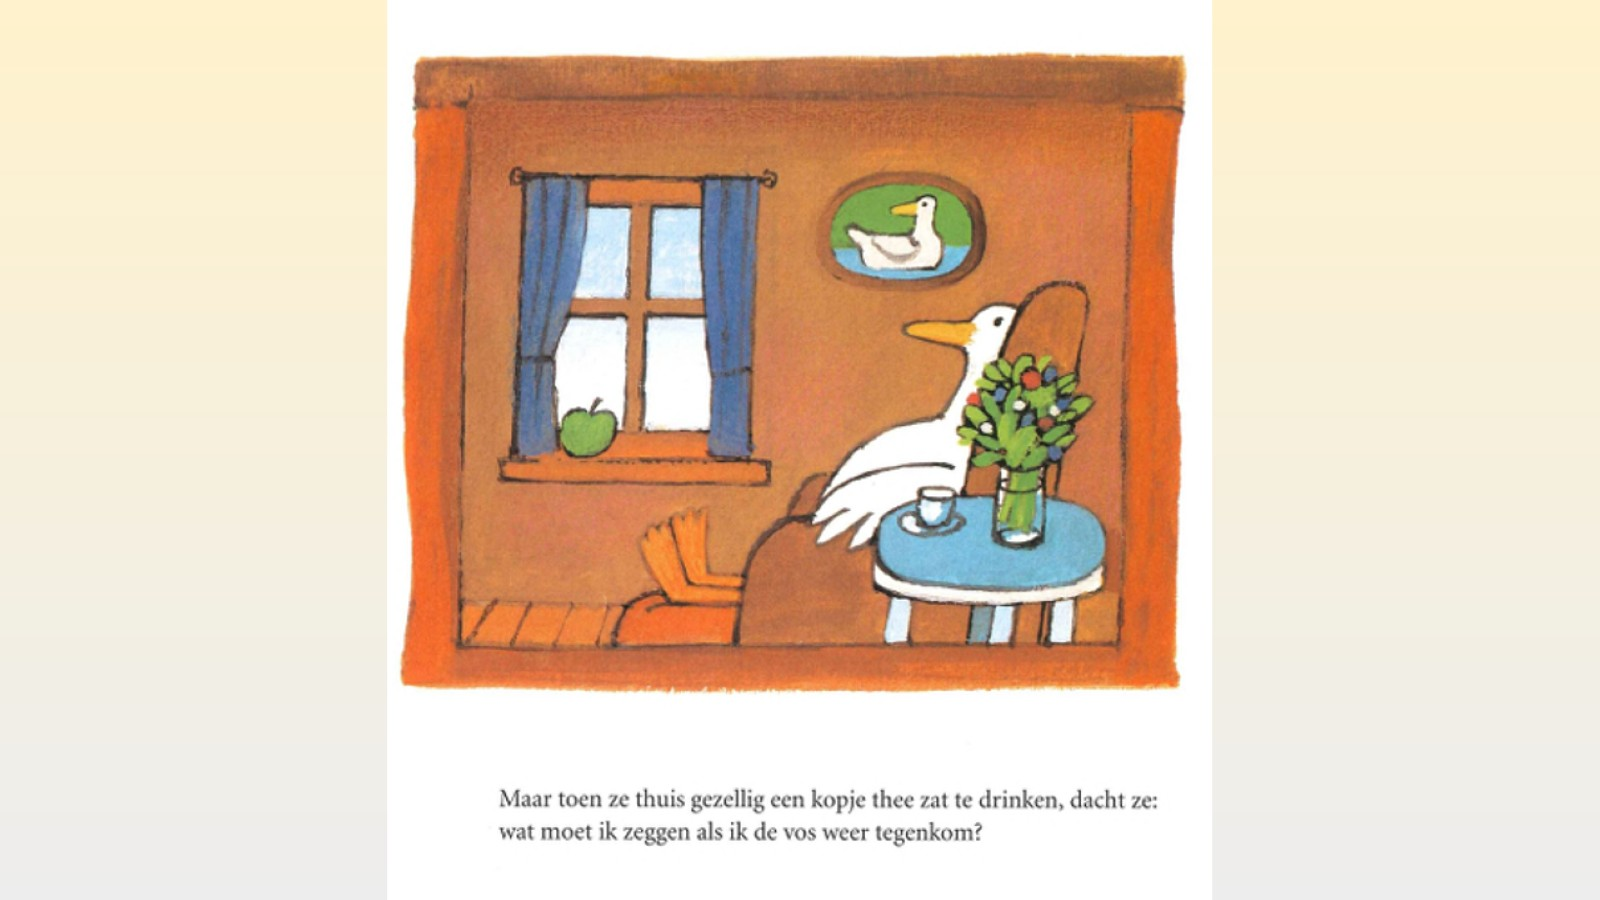 Maar toen ze thuis gezellig een kopje thee zat te drinken, dacht ze:
wat moet ik zeggen als ik de vos weer tegenkom?